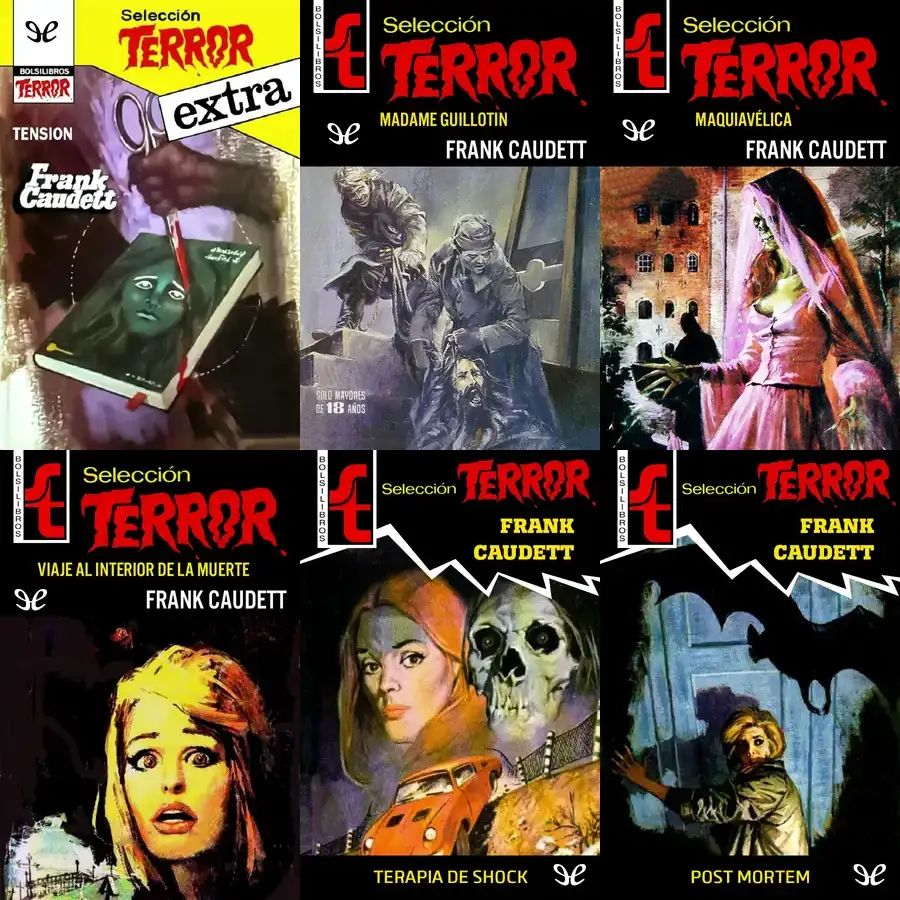 Selección
TERROR
extra
BOLSILIBROS
TERROR
TENSION
Frank
Caudett
BOLSILIBROS
Selección
TERROR
MADAME GUILLOTÍN
FRANK CAUDETT
SOLO MAYORES
DE 18 AÑOS
BOLSILIBROS
Selección
TERROR
MAQUIAVÉLICA
FRANK CAUDETT
BOLSILIBROS
Selección
TERROR
VIAJE AL INTERIOR DE LA MUERTE
FRANK CAUDETT
BOLSILIBROS
Selección TERROR
FRANK
CAUDETT
TERAPIA DE SHOCK
BOLSILIBROS
Selección TERROR
FRANK
CAUDETT
POST MORTEM